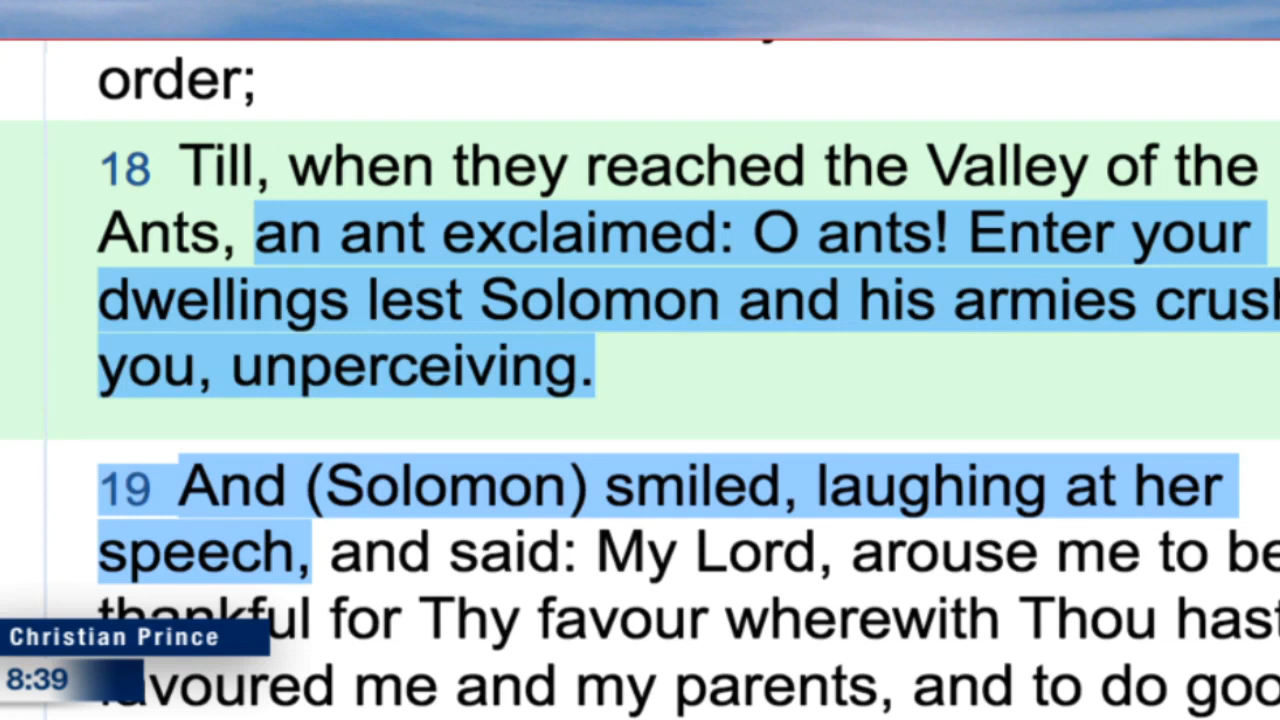 order;
18 Till, when they reached the Valley of the
Ants, an ant exclaimed: O ants! Enter your
dwellings lest Solomon and his armies crush
you, unperceiving.
19 And (Solomon) smiled, laughing at her
speech, and said: My Lord, arouse me to be
thankful for Thy favour wherewith Thou hast
favoured me and my parents, and to do
Christian Prince
8:39